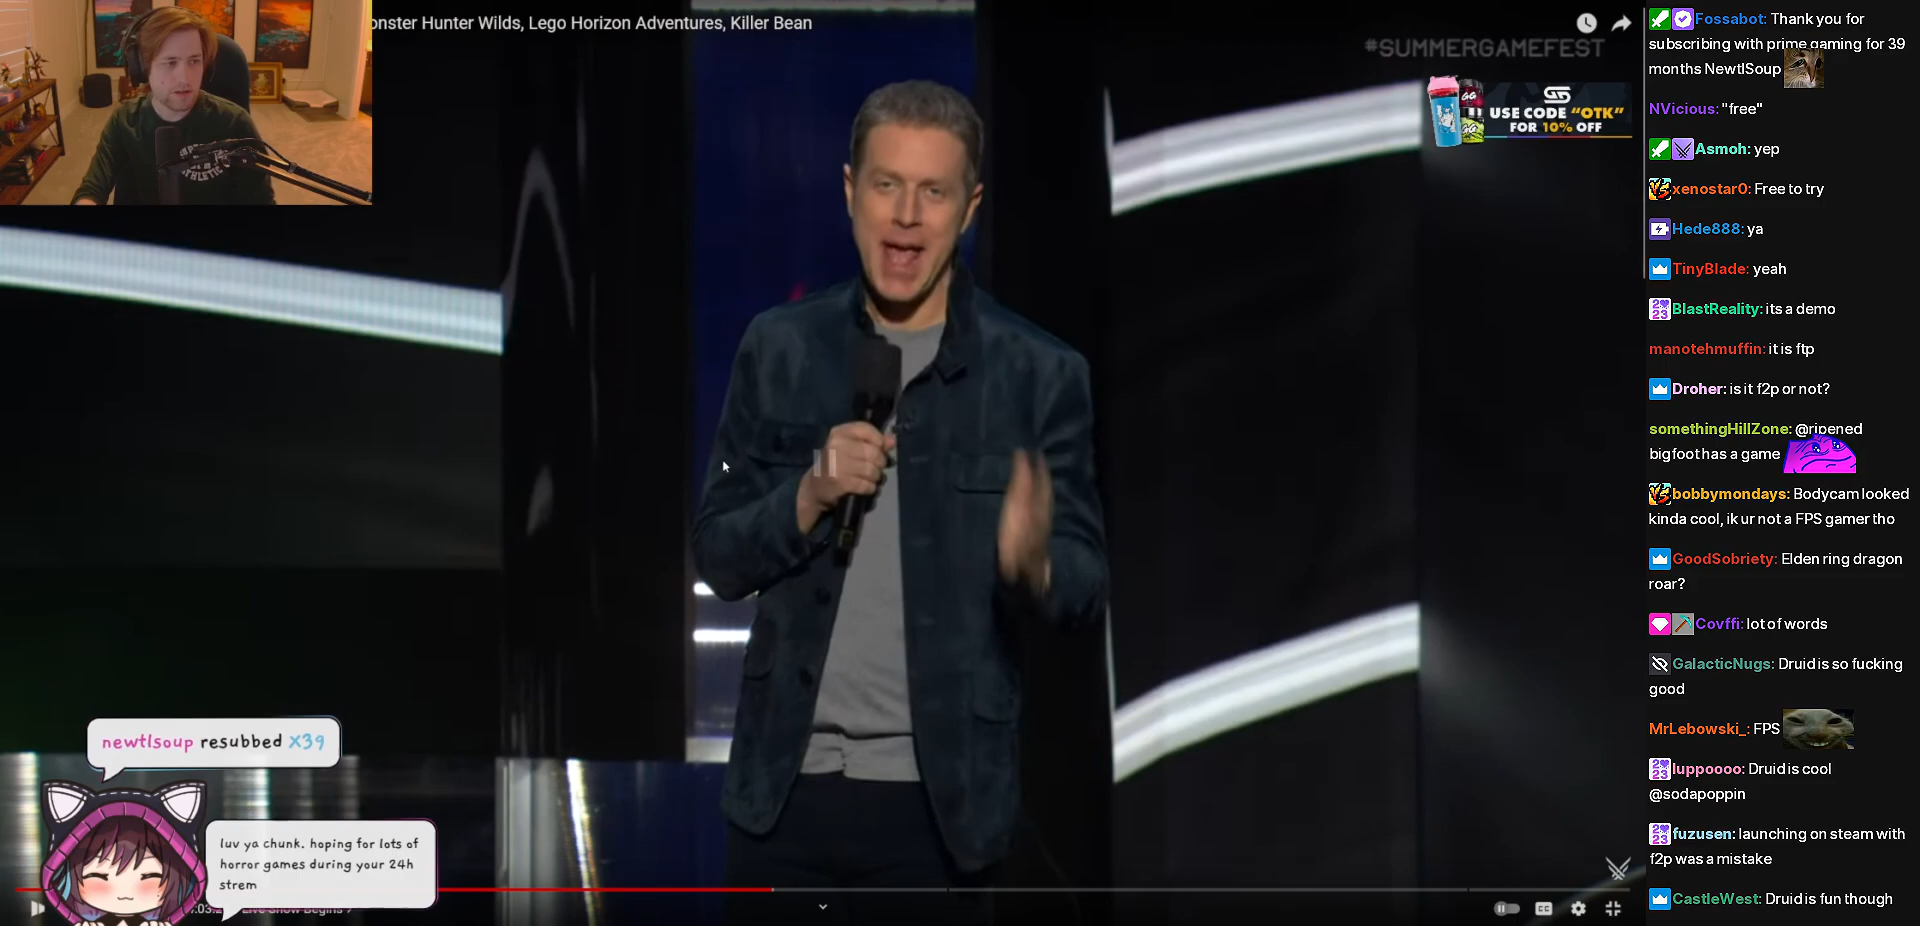 onster Hunter Wilds, Lego Horizon Adventures, Killer Bean
#SUMMERGAMEFEST
GG
GG
USE CODE "OTK"
FOR 10% OFF
newtlsoup resubbed X39
luv ya chunk. hoping for lots of
horror games during your 24h
strem
Live Show Begins
CC
Fossabot: Thank you for
subscribing with prime gaming for 39
months NewtlSoup
NVicious: "free"
Asmoh: yep
xenostar0: Free to try
Hede888: ya
TinyBlade: yeah
BlastReality: its a demo
manotehmuffin: it is ftp
Droher: is it f2p or not?
somethingHillZone: @ripened
bigfoot has a game
bobbymondays: Bodycam looked
kinda cool, ik ur not a FPS gamer tho
GoodSobriety: Elden ring dragon
roar?
Covffi: lot of words
GalacticNugs: Druid is so fucking
good
MrLebowski_: FPS
luppoooo: Druid is cool
@sodapoppin
fuzusen: launching on steam with
f2p was a mistake
CastleWest: Druid is fun though